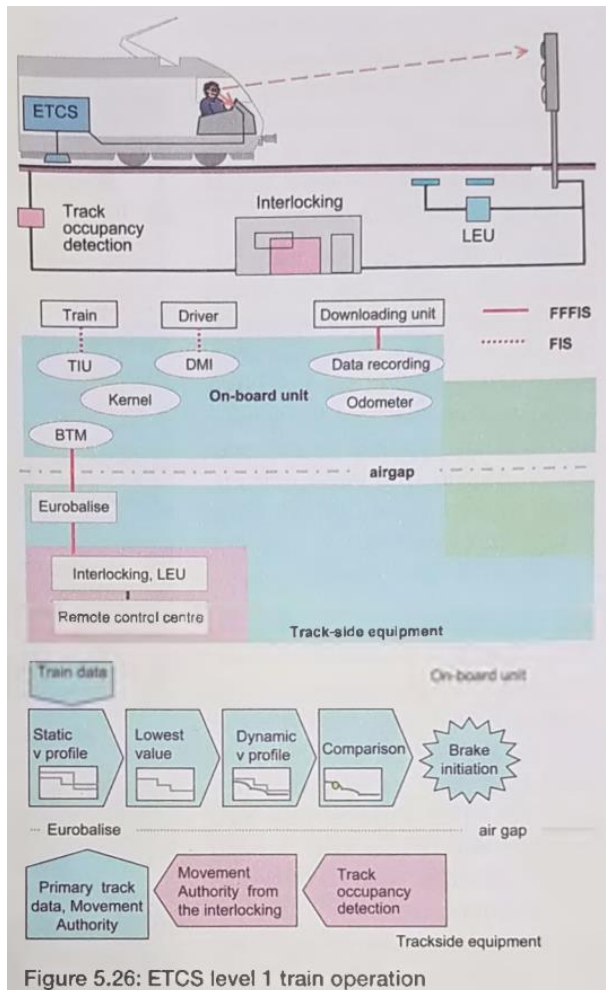 ETCS
Track
occupancy
detection
Interlocking
LEU
Train
Driver
Downloading unit
FFFIS
FIS
TIU
DMI
Data recording
Kernel
On-board unit
Odometer
BTM
airgap
Eurobalise
Interlocking, LEU
Remote control centre
Track-side equipment
Train data
On-board unit
Static
v profile
Lowest
value
Dynamic
v profile
Comparison
Brake
initiation
Eurobalise
air gap
Primary track
data, Movement
Authority
Movement
Authority from
the interlocking
Track
occupancy
detection
Trackside equipment
Figure 5.26: ETCS level 1 train operation